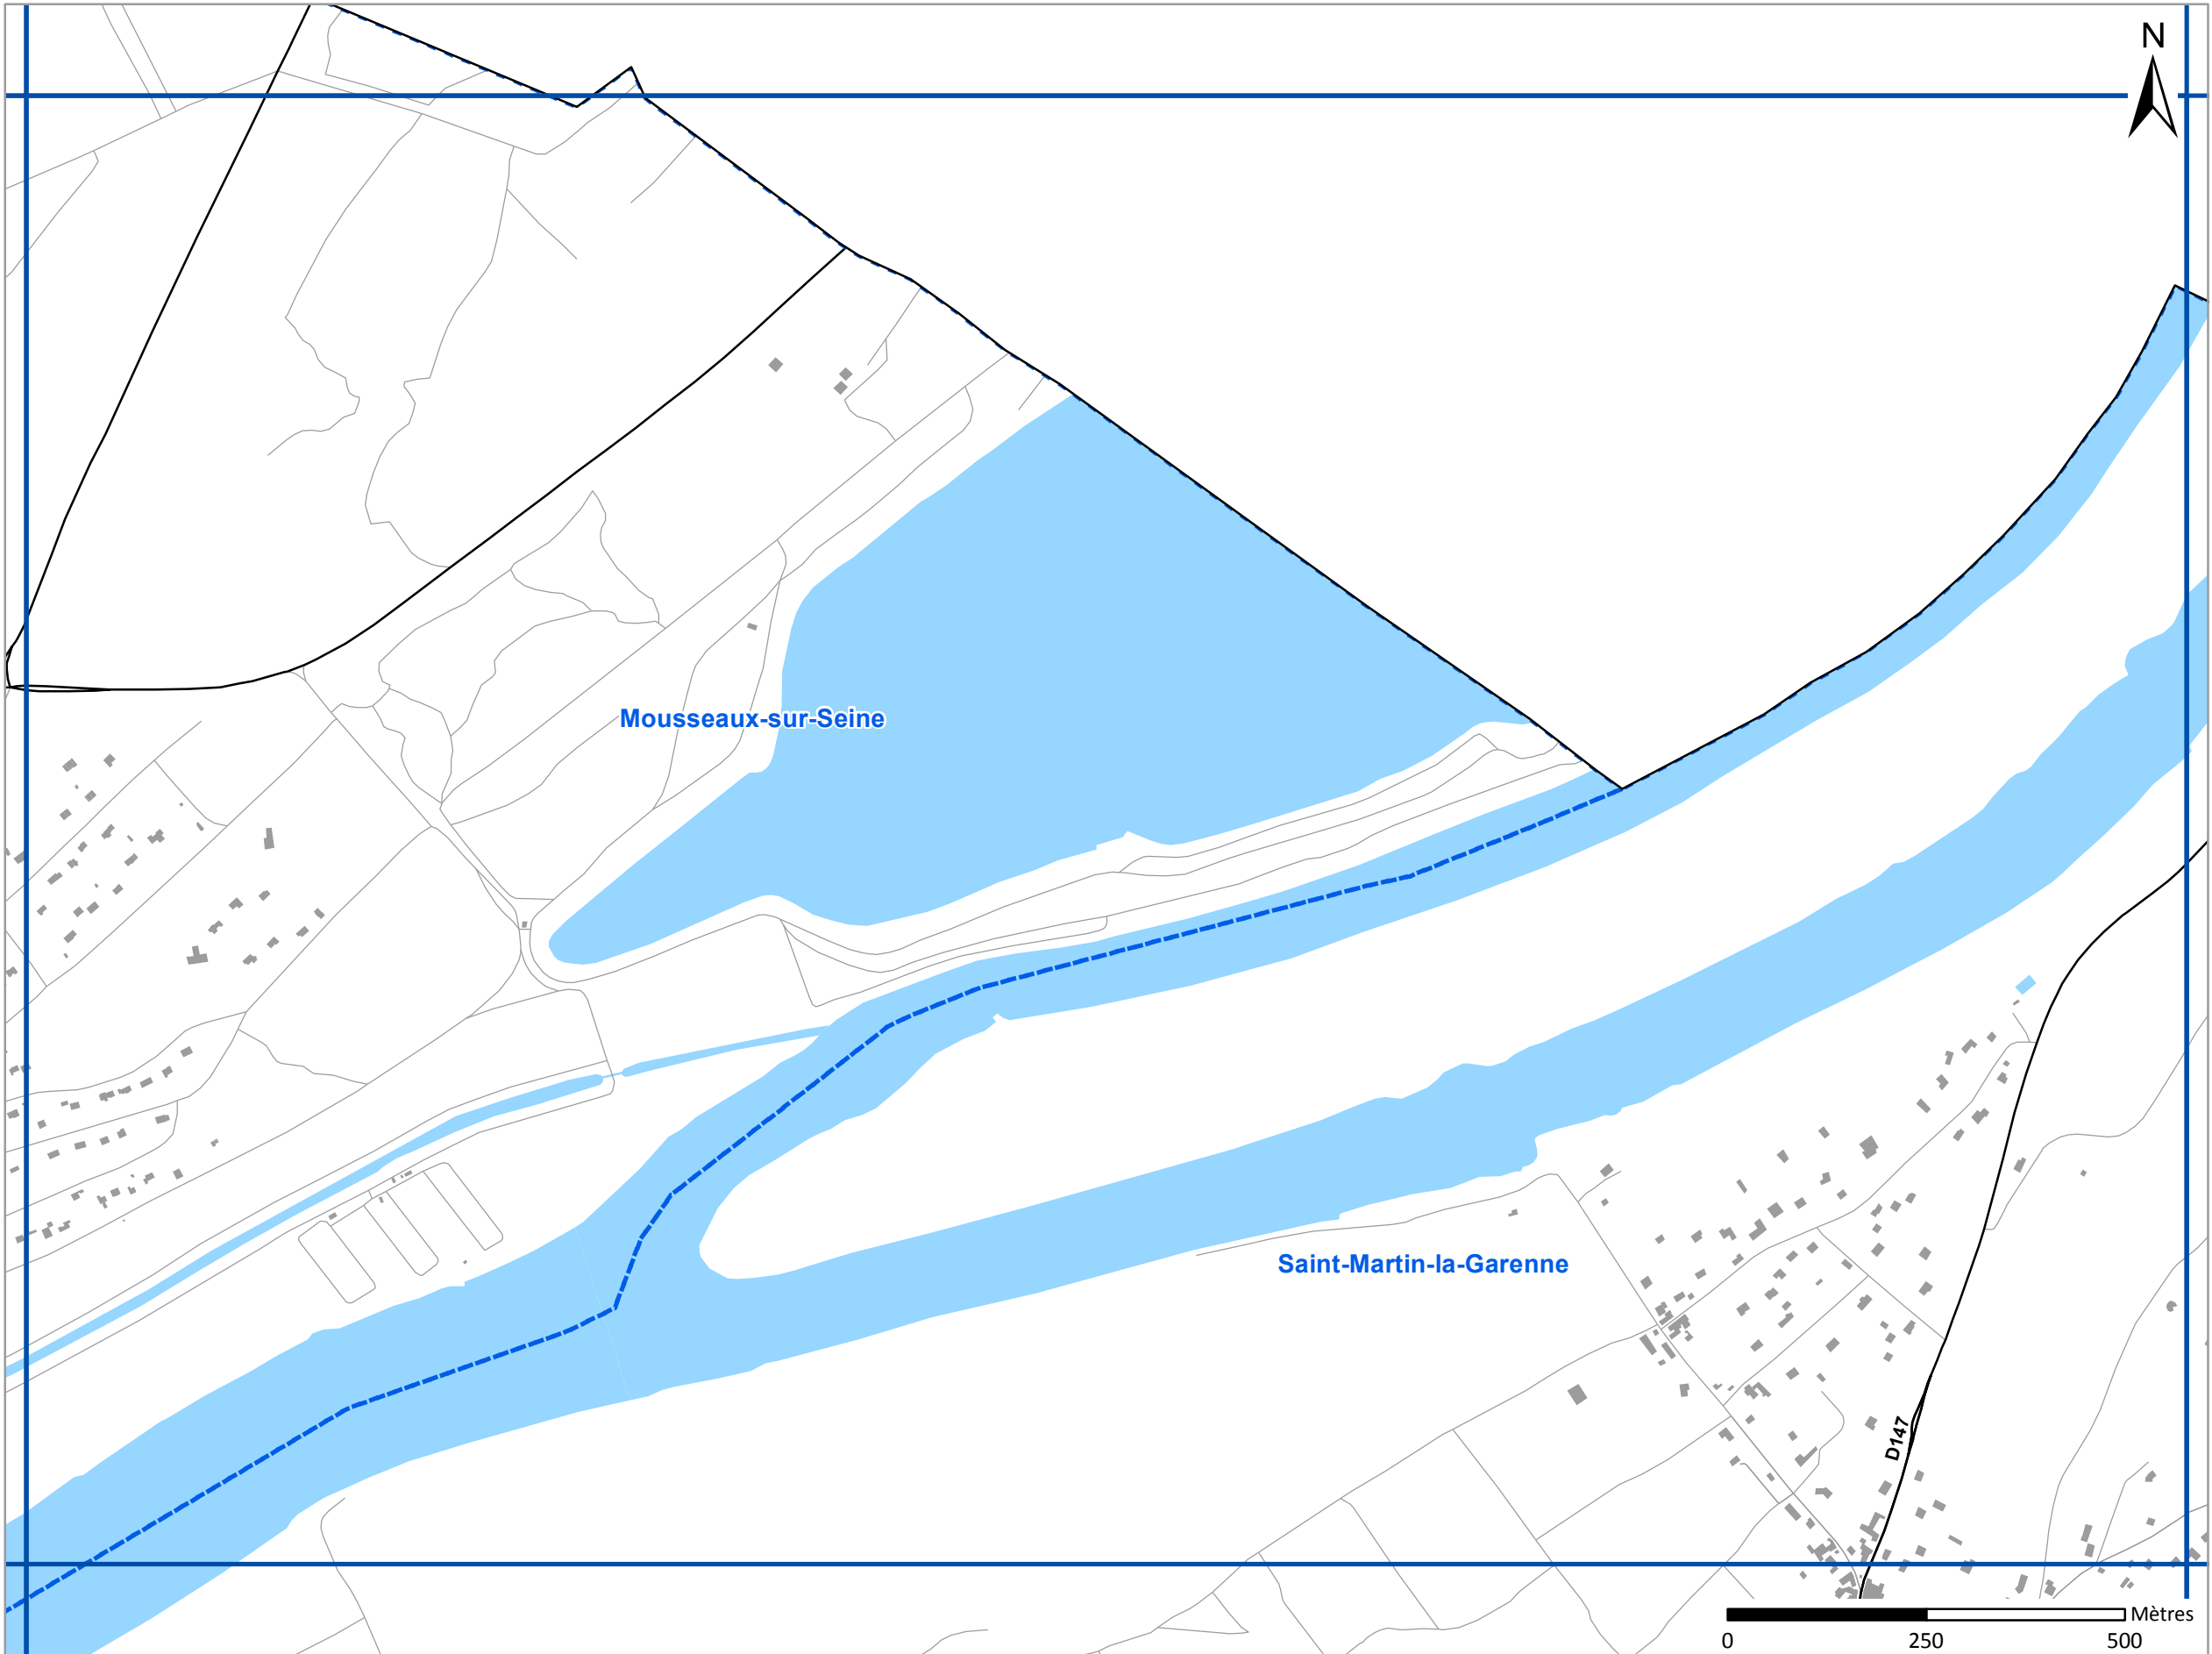 N
Mousseaux-sur-Seine
Saint-Martin-la-Garenne
D147
Mètres
0 250 500